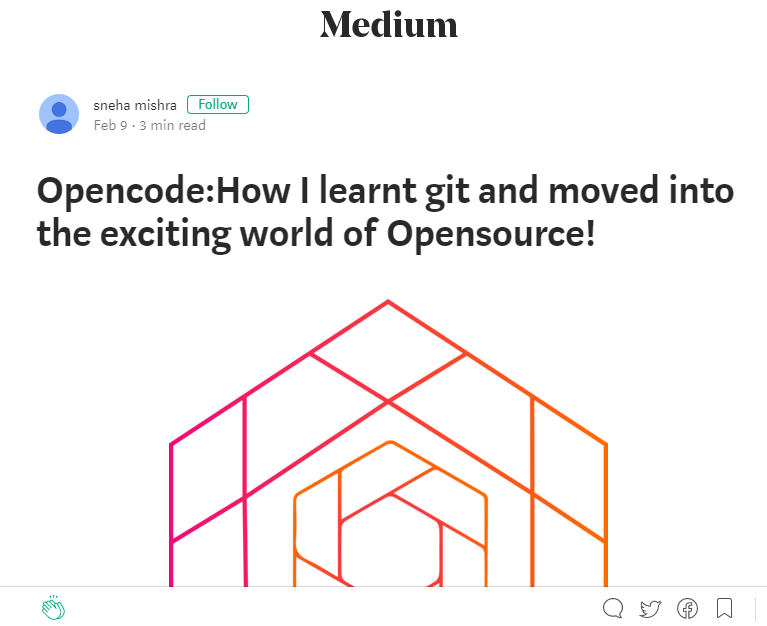 Medium
sneha mishra Follow
Feb 9 · 3 min read
Opencode:How I learnt git and moved into
the exciting world of Opensource!